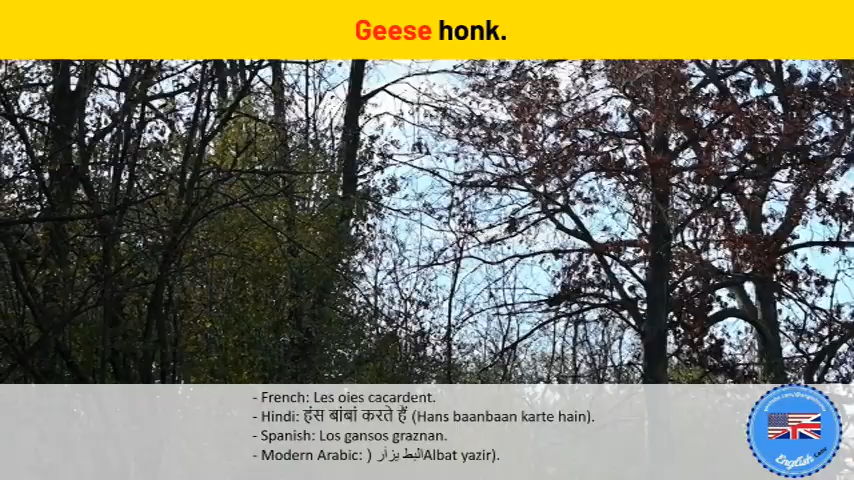 Geese honk.
- French: Les oies cacardent.
- Hindi: हंस बांबां करते हैं (Hans baanbaan karte hain).
- Spanish: Los gansos graznan.
- Modern Arabic: ) البط يزأر Albat yazir).
English